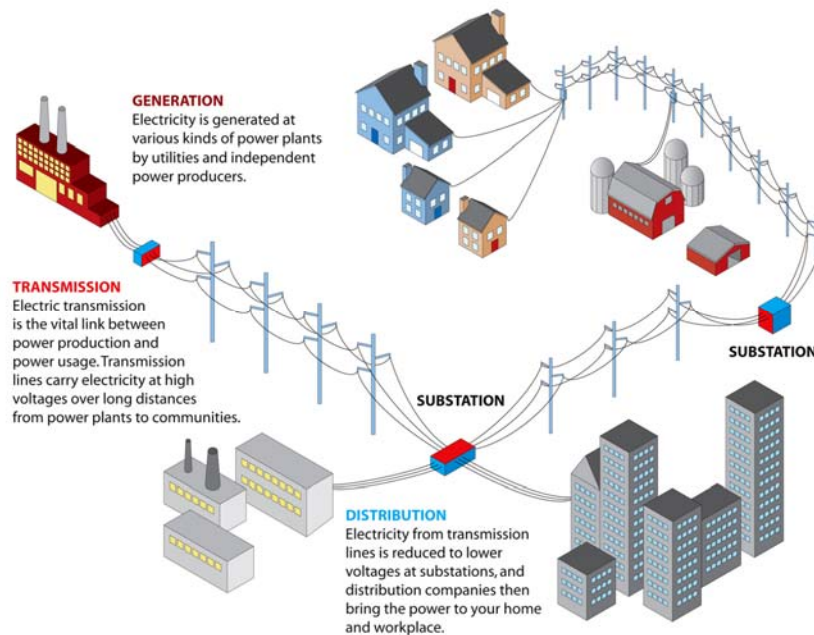 GENERATION
Electricity is generated at
various kinds of power plants
by utilities and independent
power producers.
TRANSMISSION
Electric transmission
is the vital link between
power production and
power usage. Transmission
lines carry electricity at high
voltages over long distances
from power plants to communities.
SUBSTATION
SUBSTATION
DISTRIBUTION
Electricity from transmission
lines is reduced to lower
voltages at substations, and
distribution companies then
bring the power to your home
and workplace.